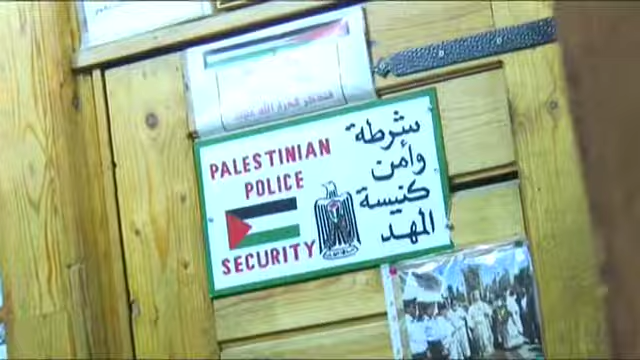 PALESTINIAN
POLICE
SECURITY
شرطة
وأمن
كنيسة
المهد